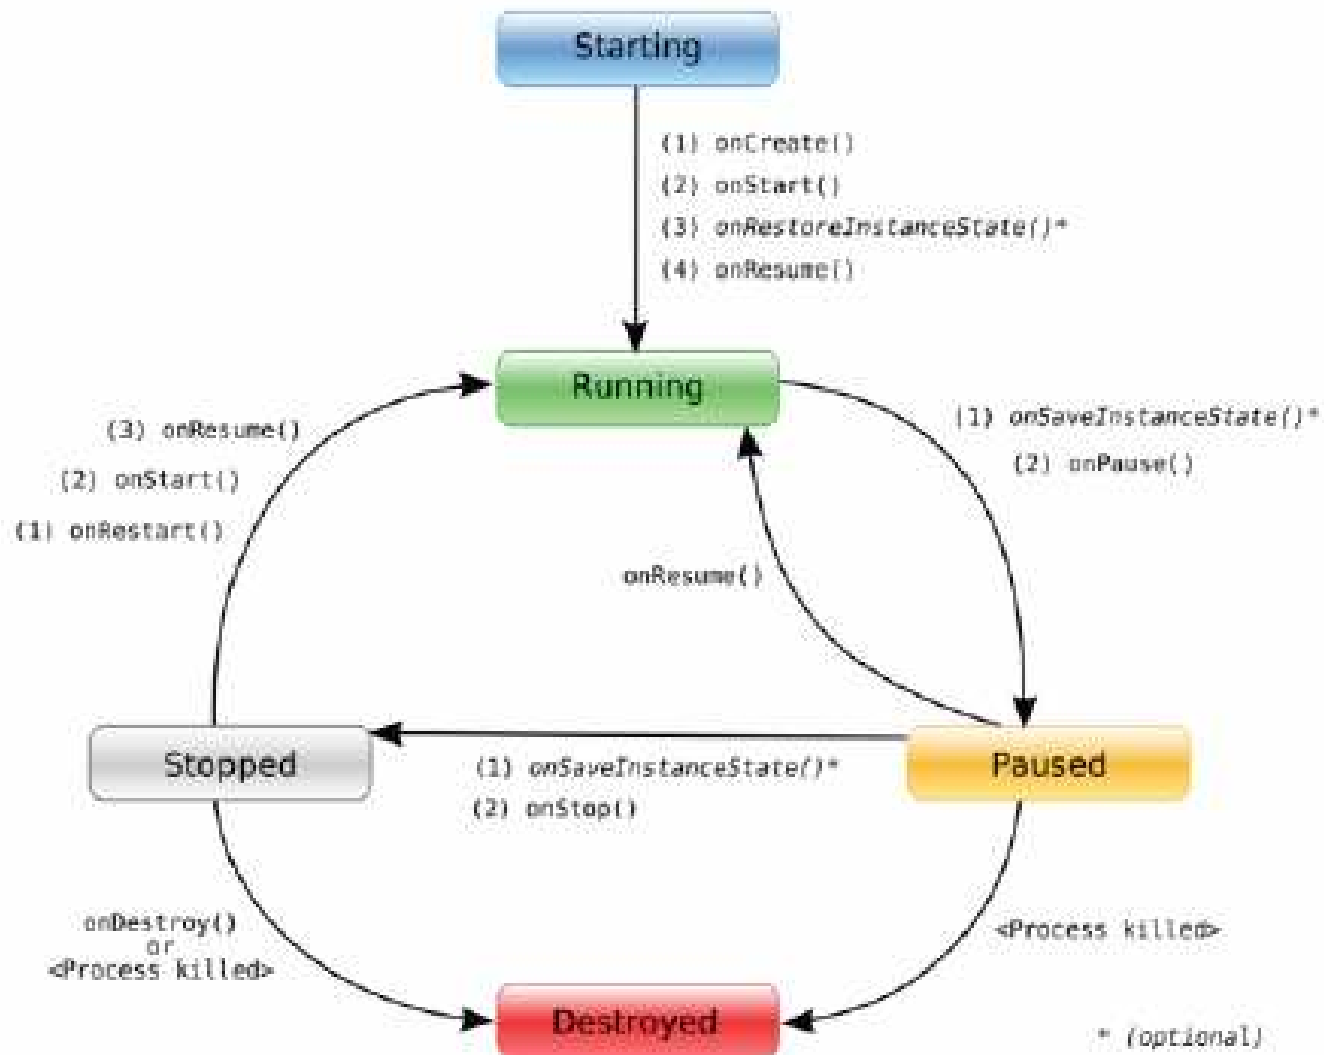 Starting
(1) onCreate()
(2) onStart()
(3) onRestoreInstanceState()*
(4) onResume()
Running
(3) onResume()
(2) onStart()
(1) onRestart()
(1) onSaveInstanceState()*
(2) onPause()
onResume()
Stopped
(1) onSaveInstanceState()*
(2) onStop()
Paused
onDestroy()
or
<Process killed>
<Process killed>
Destroyed
* (optional)